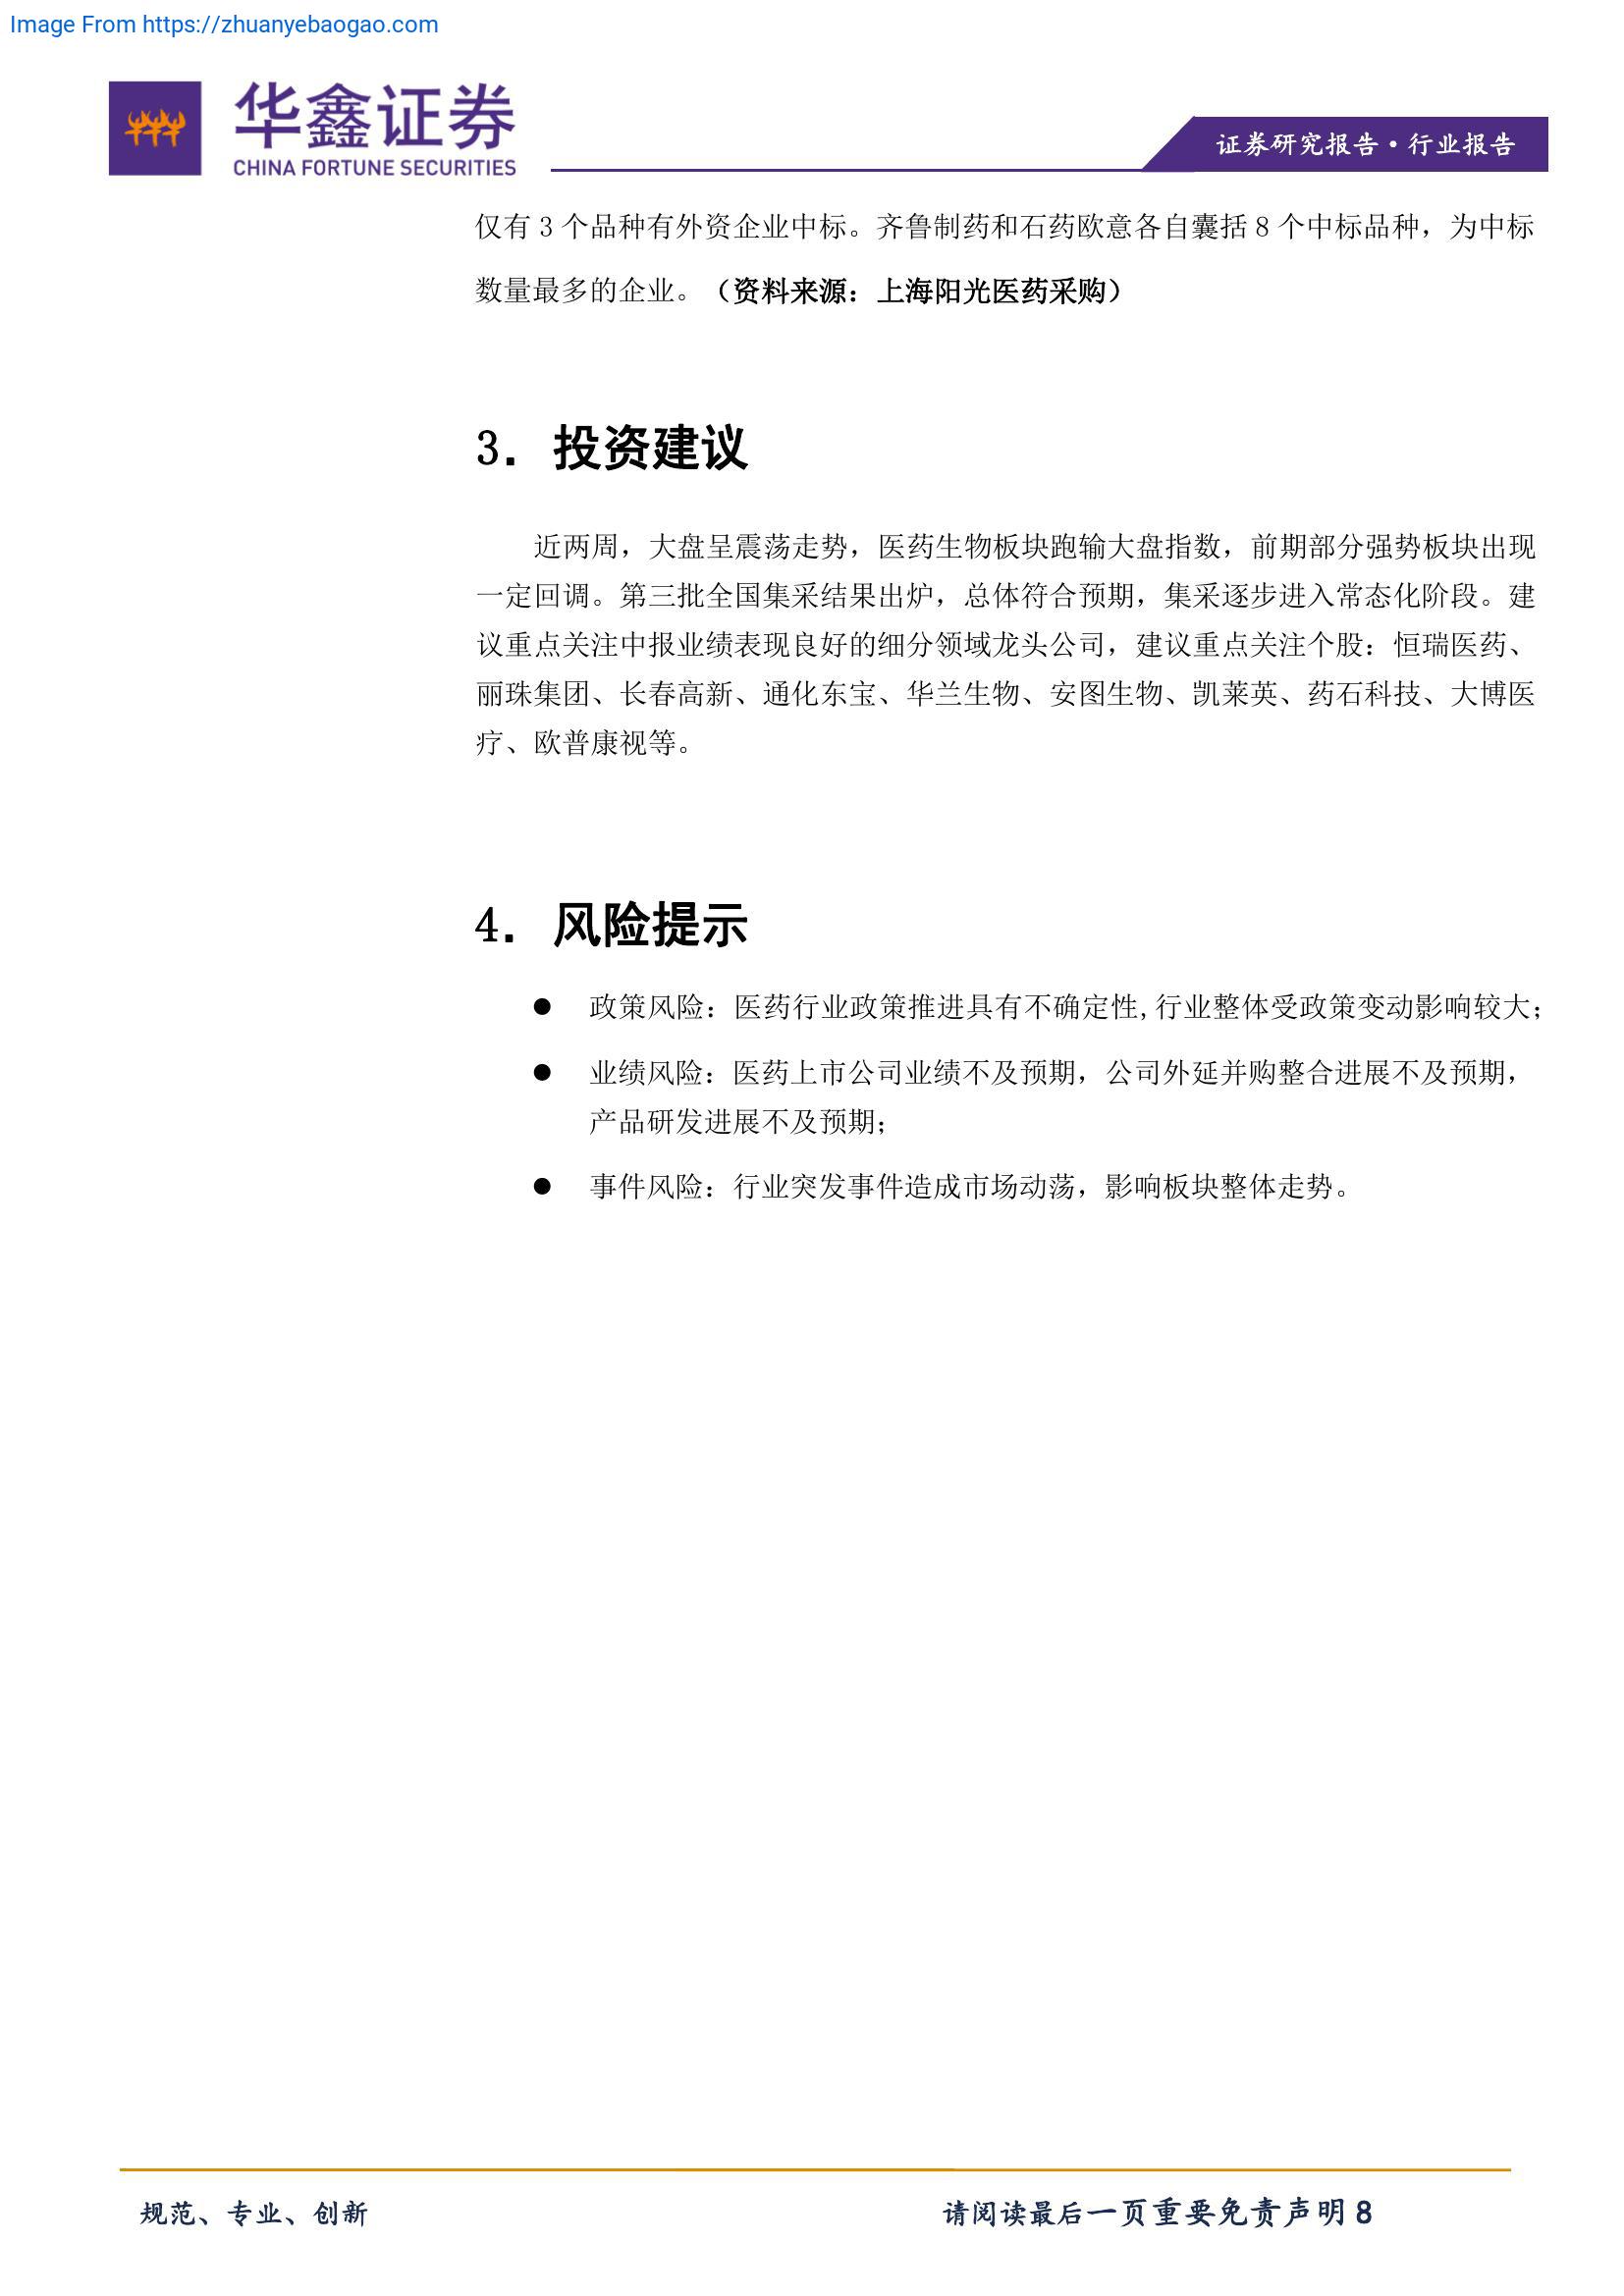 Image From https://zhuanyebaogao.com
华鑫证券
CHINA FORTUNE SECURITIES
证券研究报告·行业报告
仅有 3 个品种有外资企业中标。齐鲁制药和石药欧意各自囊括 8 个中标品种，为中标
数量最多的企业。（资料来源：上海阳光医药采购）
3． 投资建议
近两周，大盘呈震荡走势，医药生物板块跑输大盘指数，前期部分强势板块出现
一定回调。第三批全国集采结果出炉，总体符合预期，集采逐步进入常态化阶段。建
议重点关注中报业绩表现良好的细分领域龙头公司，建议重点关注个股：恒瑞医药、
丽珠集团、长春高新、通化东宝、华兰生物、安图生物、凯莱英、药石科技、大博医
疗、欧普康视等。
4． 风险提示
● 政策风险：医药行业政策推进具有不确定性,行业整体受政策变动影响较大；
● 业绩风险：医药上市公司业绩不及预期，公司外延并购整合进展不及预期，
产品研发进展不及预期；
● 事件风险：行业突发事件造成市场动荡，影响板块整体走势。
规范、专业、创新
请阅读最后一页重要免责声明 8